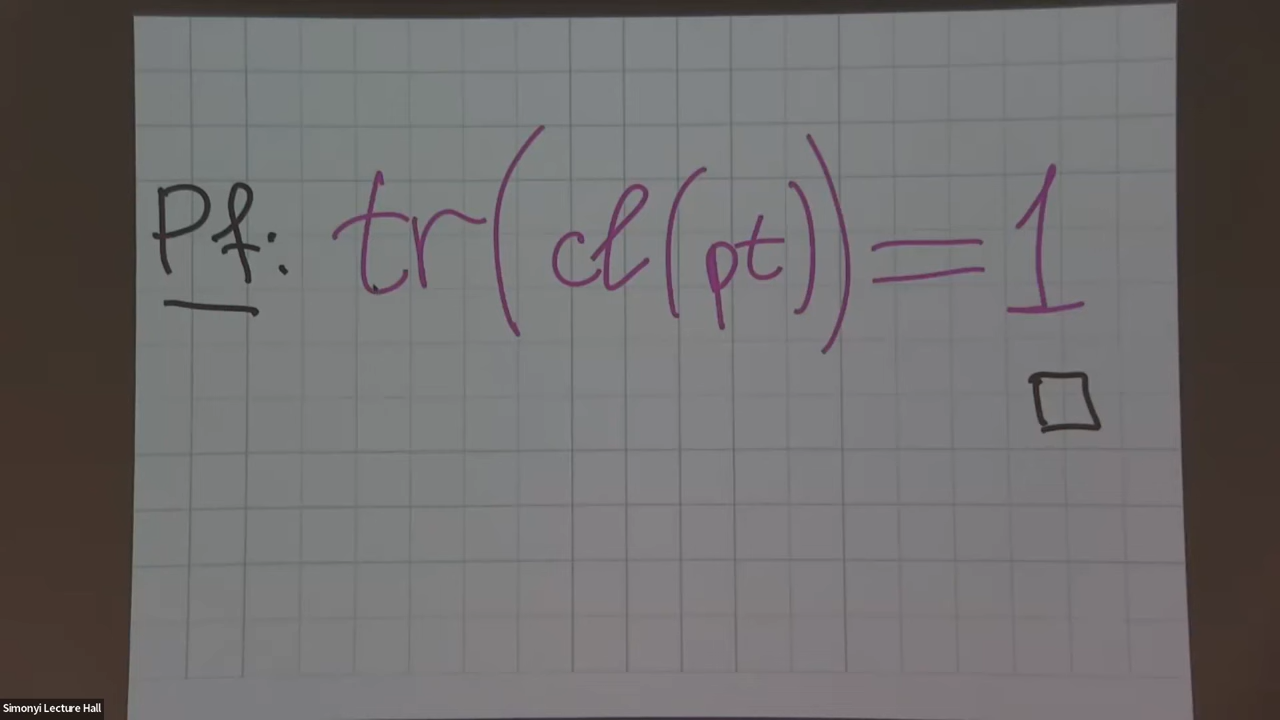 Pf: tr(cl(pt)) = 1
□
Simonyi Lecture Hall